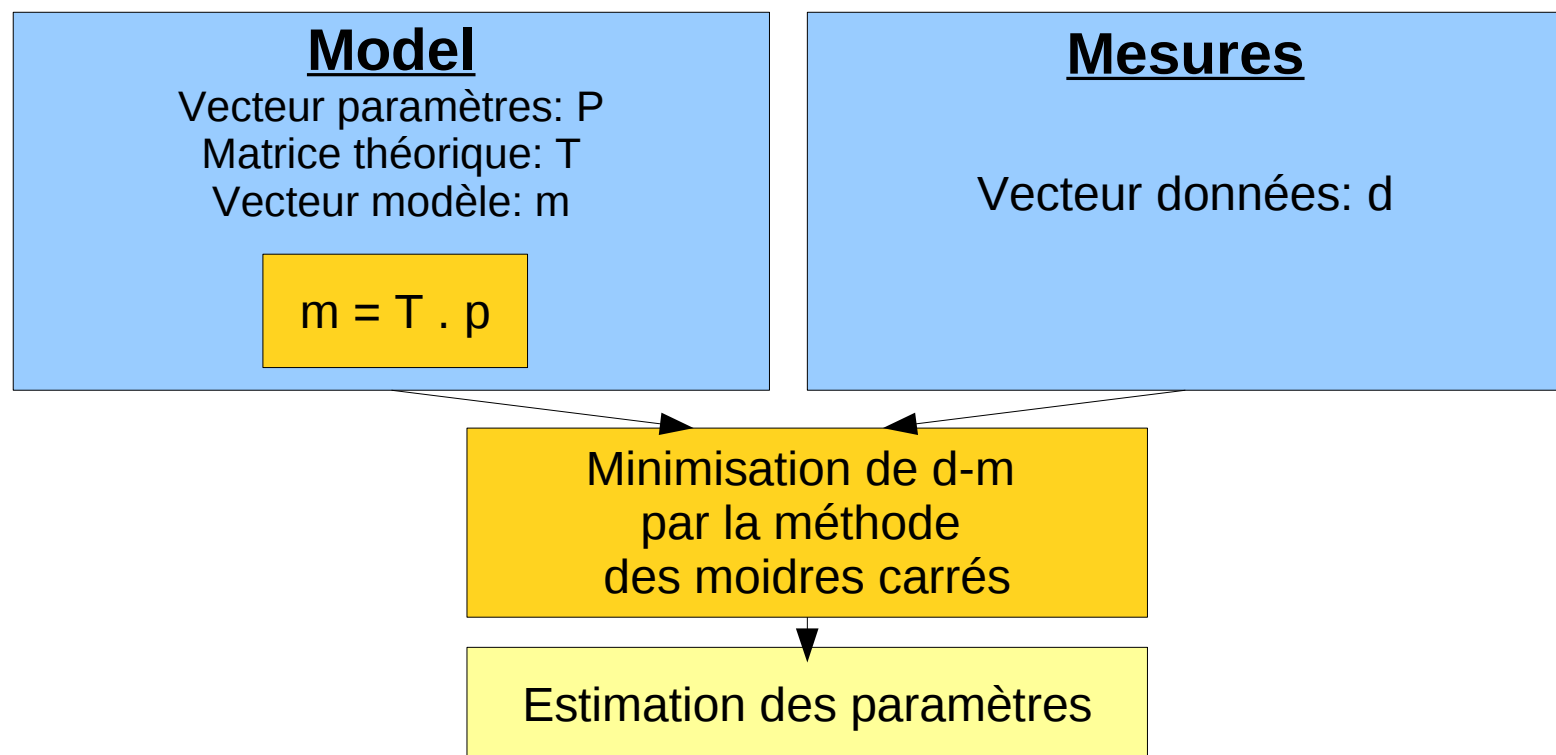 Model
Vecteur paramètres: P
Matrice théorique: T
Vecteur modèle: m
m = T . p
Mesures
Vecteur données: d
Minimisation de d-m
par la méthode
des moidres carrés
Estimation des paramètres